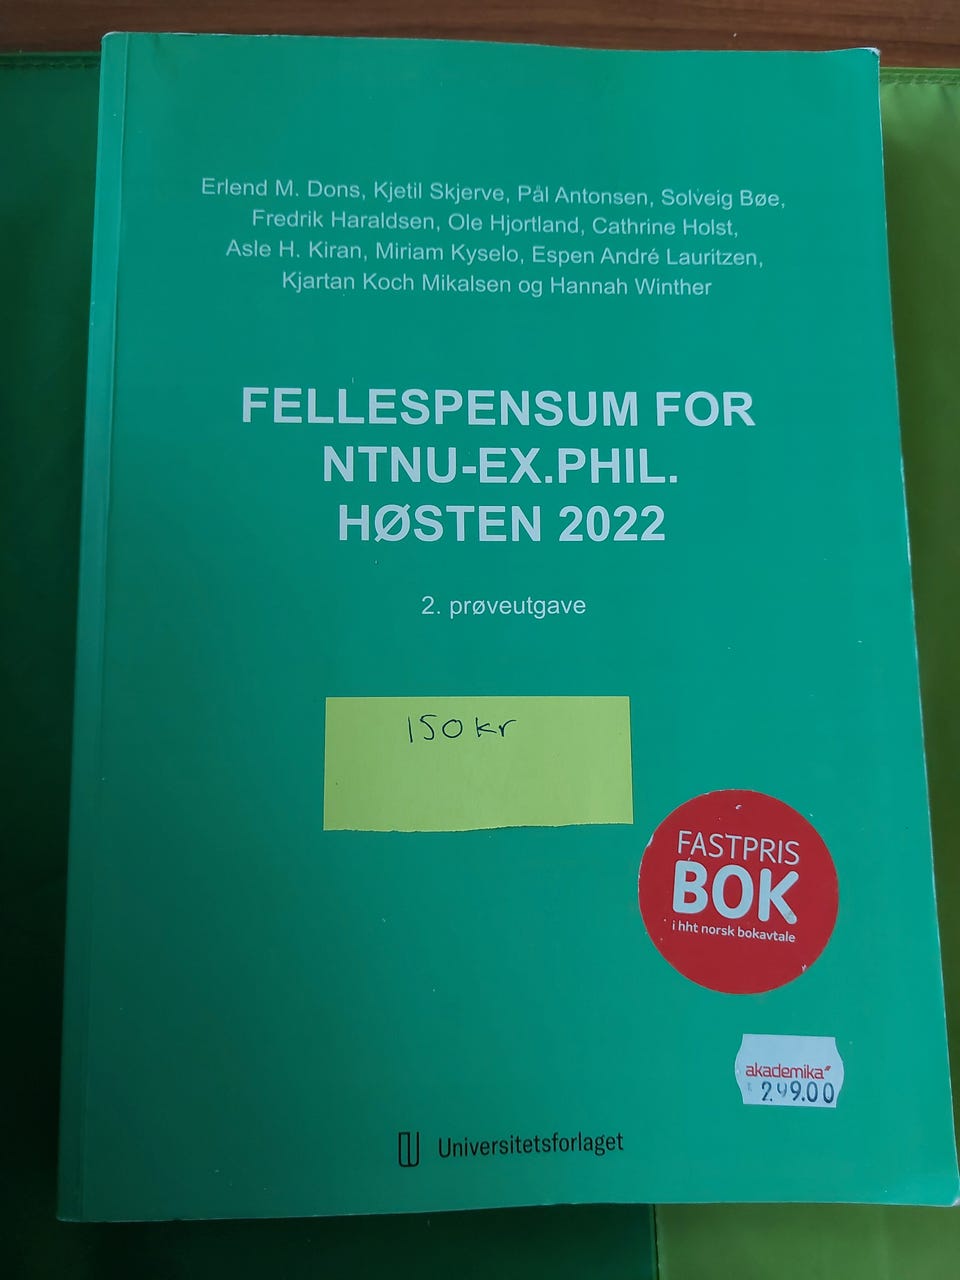 Erlend M. Dons, Kjetil Skjerve, Pål Antonsen, Solveig Bøe,
Fredrik Haraldsen, Ole Hjortland, Cathrine Holst,
Asle H. Kiran, Miriam Kyselo, Espen André Lauritzen,
Kjartan Koch Mikalsen og Hannah Winther
FELLESPENSUM FOR
NTNU-EX.PHIL.
HØSTEN 2022
2. prøveutgave
150 kr
FASTPRIS
BOK
i hht norsk bokavtale
akademika
249.00
Universitetsforlaget